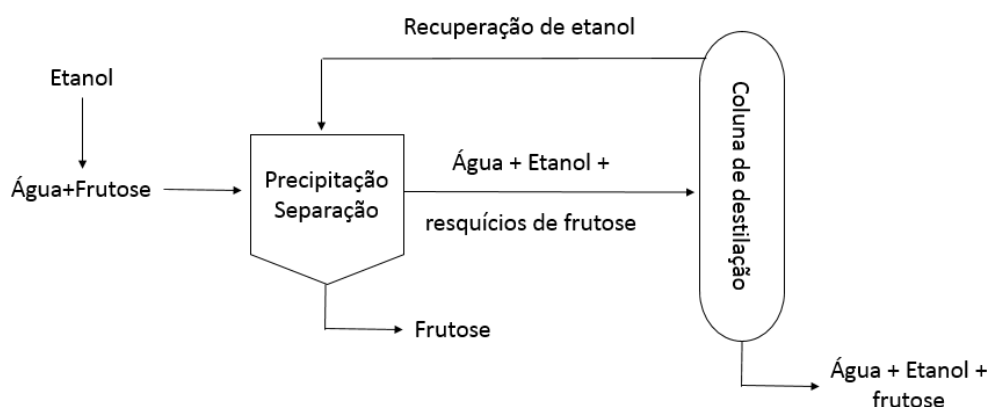 Recuperação de etanol
Etanol
Água+Frutose
Precipitação
Separação
Água + Etanol +
resquícios de frutose
Coluna de destilação
Frutose
Água + Etanol +
frutose